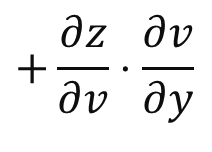 + ∂z/∂v · ∂v/∂y